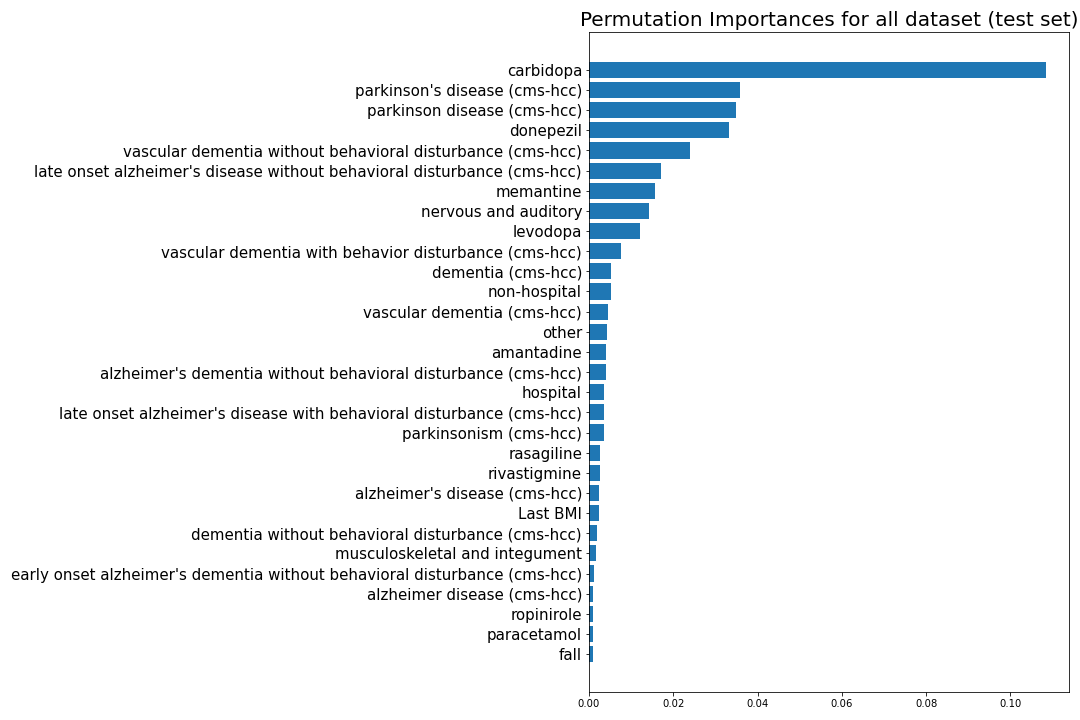 Permutation Importances for all dataset (test set)
carbidopa
parkinson's disease (cms-hcc)
parkinson disease (cms-hcc)
donepezil
vascular dementia without behavioral disturbance (cms-hcc)
late onset alzheimer's disease without behavioral disturbance (cms-hcc)
memantine
nervous and auditory
levodopa
vascular dementia with behavior disturbance (cms-hcc)
dementia (cms-hcc)
non-hospital
vascular dementia (cms-hcc)
other
amantadine
alzheimer's dementia without behavioral disturbance (cms-hcc)
hospital
late onset alzheimer's disease with behavioral disturbance (cms-hcc)
parkinsonism (cms-hcc)
rasagiline
rivastigmine
alzheimer's disease (cms-hcc)
Last BMI
dementia without behavioral disturbance (cms-hcc)
musculoskeletal and integument
early onset alzheimer's dementia without behavioral disturbance (cms-hcc)
alzheimer disease (cms-hcc)
ropinirole
paracetamol
fall
0.00 0.02 0.04 0.06 0.08 0.10